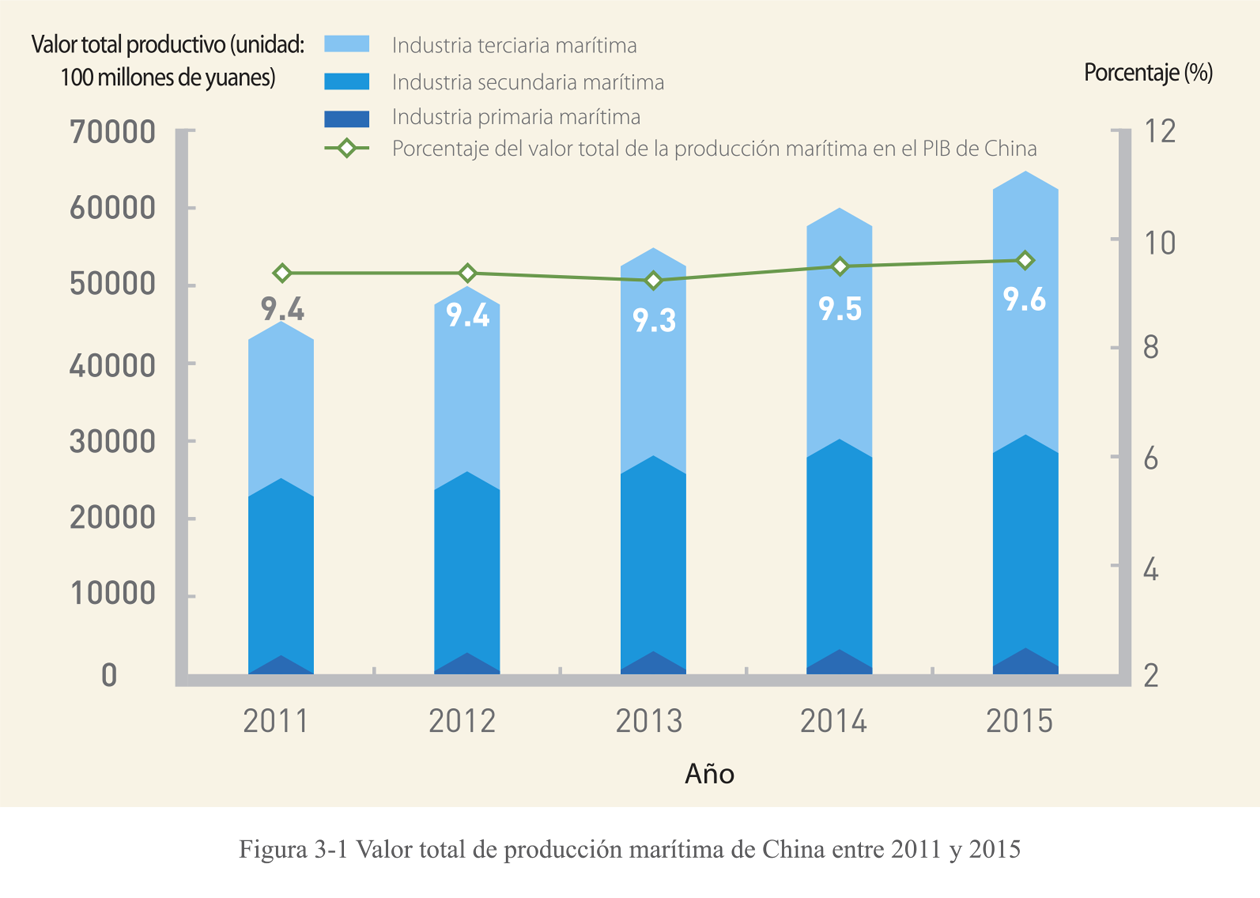 Valor total productivo (unidad:
100 millones de yuanes)
Industria terciaria marítima
Industria secundaria marítima
Industria primaria marítima
Porcentaje del valor total de la producción marítima en el PIB de China
Porcentaje (%)
70000
60000
50000
40000
30000
20000
10000
0
12
10
8
6
4
2
9.4
9.4
9.3
9.5
9.6
2011
2012
2013
2014
2015
Año
Figura 3-1 Valor total de producción marítima de China entre 2011 y 2015